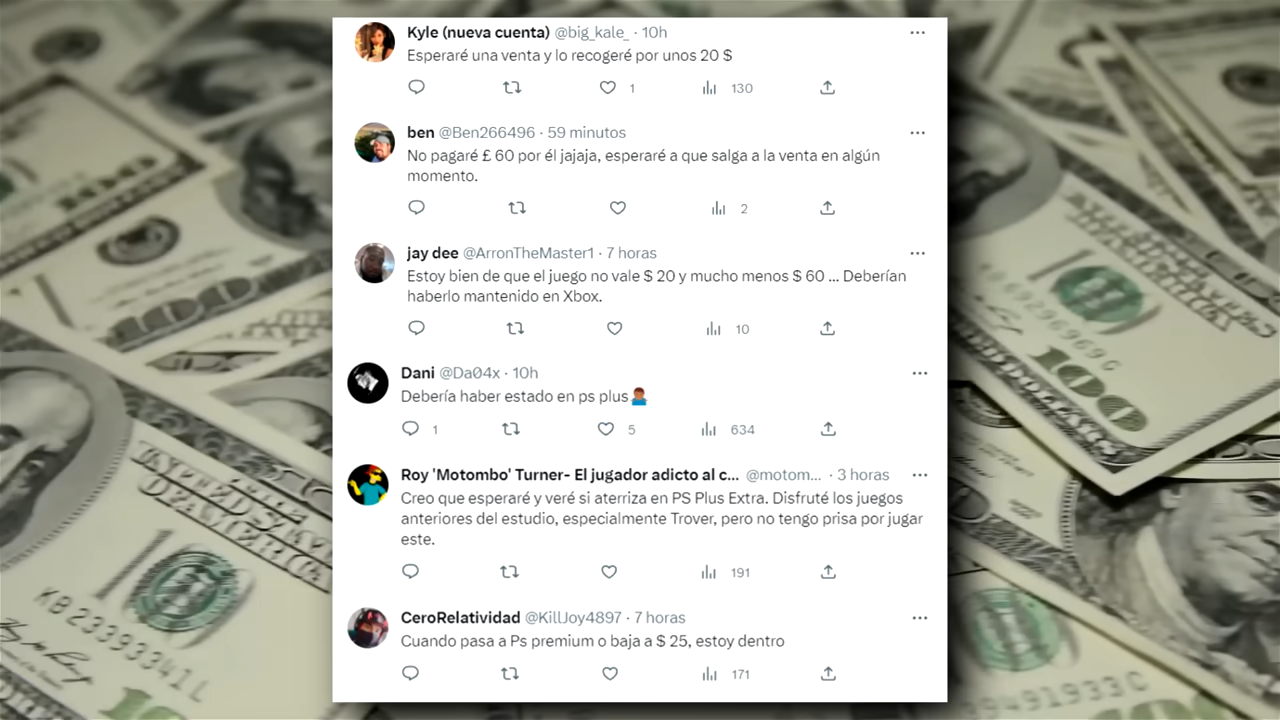 Kyle (nueva cuenta) @big_kale_ · 10h
Esperaré una venta y lo recogeré por unos 20 $
1 130
ben @Ben266496 · 59 minutos
No pagaré £ 60 por él jajaja, esperaré a que salga a la venta en algún
momento.
2
jay dee @ArronTheMaster1 · 7 horas
Estoy bien de que el juego no vale $ 20 y mucho menos $ 60 ... Deberían
haberlo mantenido en Xbox.
10
Dani @Da04x · 10h
Debería haber estado en ps plus
1 5 634
Roy 'Motombo' Turner- El jugador adicto al c... @motom... · 3 horas
Creo que esperaré y veré si aterriza en PS Plus Extra. Disfruté los juegos
anteriores del estudio, especialmente Trover, pero no tengo prisa por jugar
este.
191
CeroRelatividad @KillJoy4897 · 7 horas
Cuando pasa a Ps premium o baja a $ 25, estoy dentro
171
100
100
KB23393341L
100